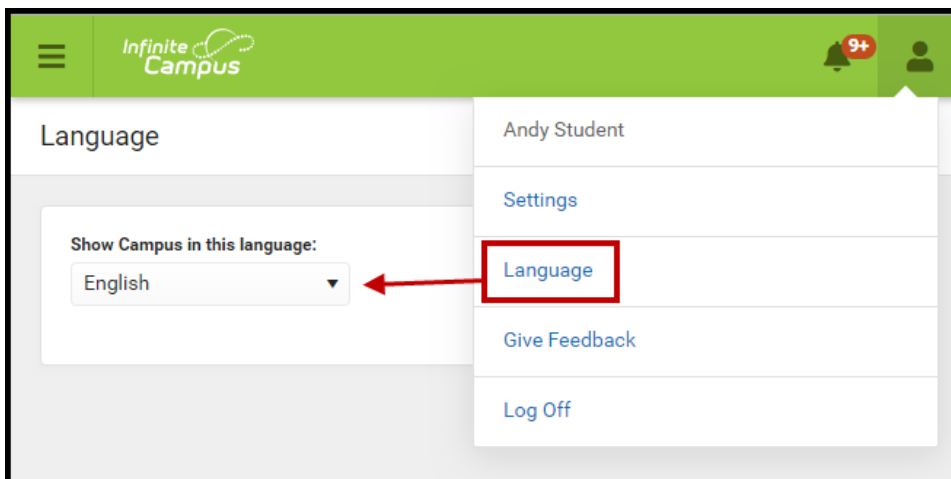 Infinite
Campus
9+
Language
Andy Student
Settings
Language
Give Feedback
Log Off
Show Campus in this language:
English